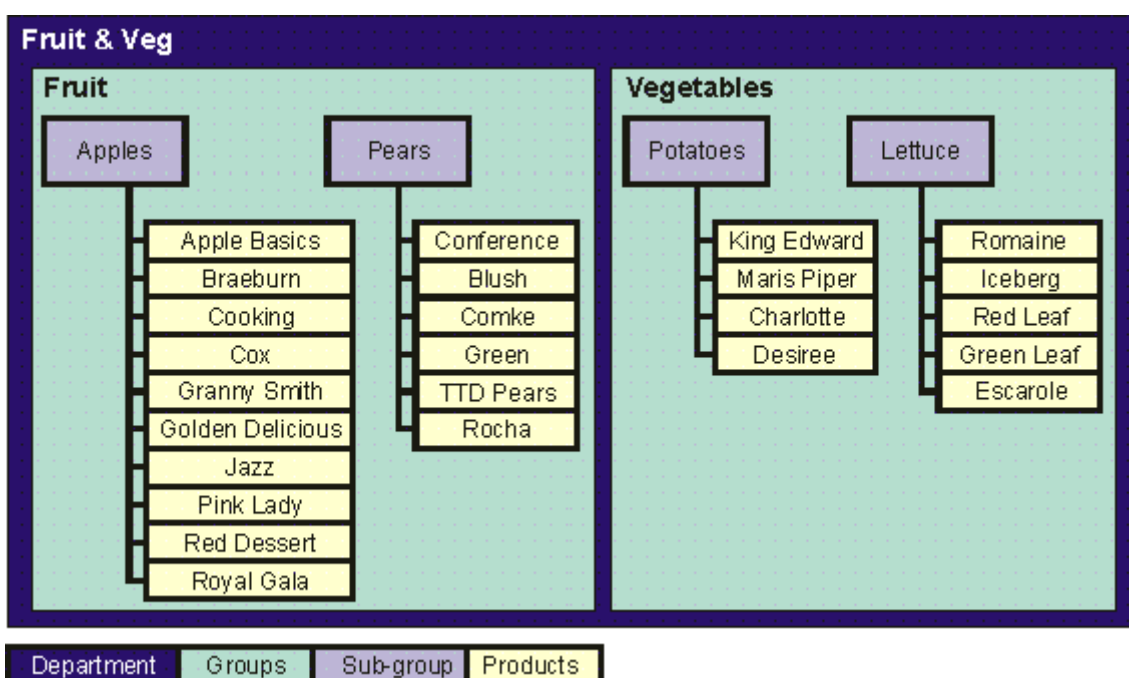 Fruit & Veg
Fruit
Apples
Apple Basics
Braeburn
Cooking
Cox
Granny Smith
Golden Delicious
Jazz
Pink Lady
Red Dessert
Royal Gala
Pears
Conference
Blush
Comke
Green
TTD Pears
Rocha
Vegetables
Potatoes
King Edward
Maris Piper
Charlotte
Desiree
Lettuce
Romaine
Iceberg
Red Leaf
Green Leaf
Escarole
Department Groups Sub-group Products